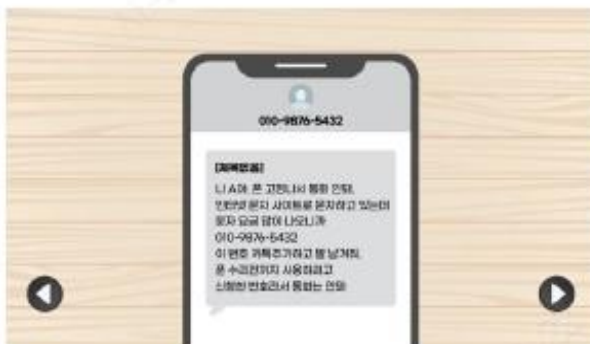 010-9876-5432
[제목없음]
나 A야. 폰 고장나서 통화 안돼.
인터넷 문자 사이트로 문자하고 있는데
문자 요금 많이 나오니까
010-9876-5432
이 번호 카톡추가하고 말 남겨줘.
폰 수리전까지 사용하려고
신청한 번호라서 통화는 안돼